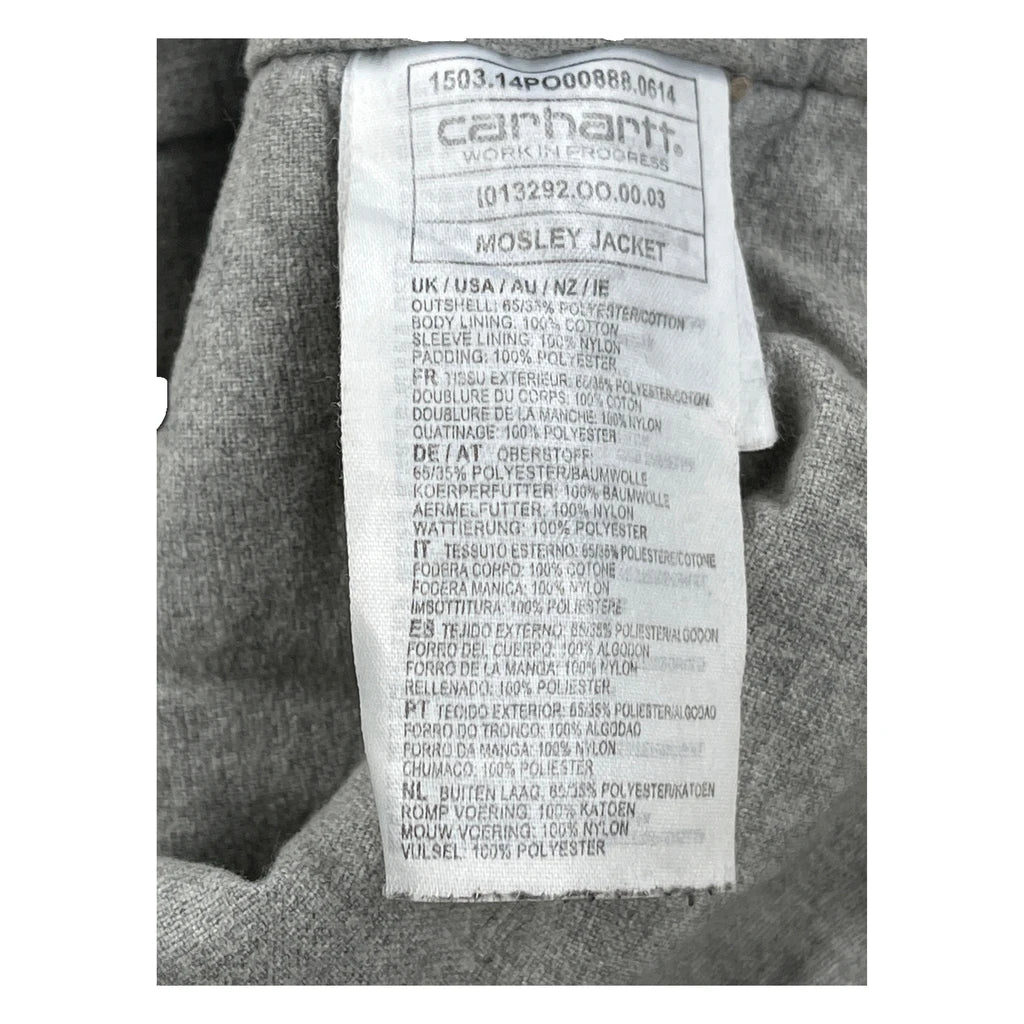 1503.14PO00888.0614
carhartt®
WORK IN PROGRESS
I013292.OO.00.03
MOSLEY JACKET
UK / USA / AU / NZ / IE
OUTSHELL: 65/35% POLYESTER/COTTON
BODY LINING: 100% COTTON
SLEEVE LINING: 100% NYLON
PADDING: 100% POLYESTER
FR TISSU EXTERIEUR: 65/35% POLYESTER/COTON
DOUBLURE DU CORPS: 100% COTON
DOUBLURE DE LA MANCHE: 100% NYLON
OUATINAGE: 100% POLYESTER
DE / AT OBERSTOFF:
65/35% POLYESTER/BAUMWOLLE
KOERPERFUTTER: 100% BAUMWOLLE
AERMELFUTTER: 100% NYLON
WATTIERUNG: 100% POLYESTER
IT TESSUTO ESTERNO: 65/35% POLIESTERE/COTONE
FODERA CORPO: 100% COTONE
FODERA MANICA: 100% NYLON
IMBOTTITURA: 100% POLIESTERE
ES TEJIDO EXTERNO: 65/35% POLIESTER/ALGODON
FORRO DEL CUERPO: 100% ALGODON
FORRO DE LA MANGA: 100% NYLON
RELLENADO: 100% POLIESTER
PT TECIDO EXTERIOR: 65/35% POLIESTER/ALGODAO
FORRO DO TRONCO: 100% ALGODAO
FORRO DA MANGA: 100% NYLON
CHUMACO: 100% POLIESTER
NL BUITEN LAAG: 65/35% POLYESTER/KATOEN
ROMP VOERING: 100% KATOEN
MOUW VOERING: 100% NYLON
VULSEL: 100% POLYESTER